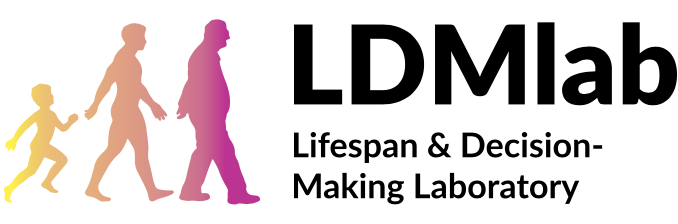 LDMlab
Lifespan & Decision-
Making Laboratory